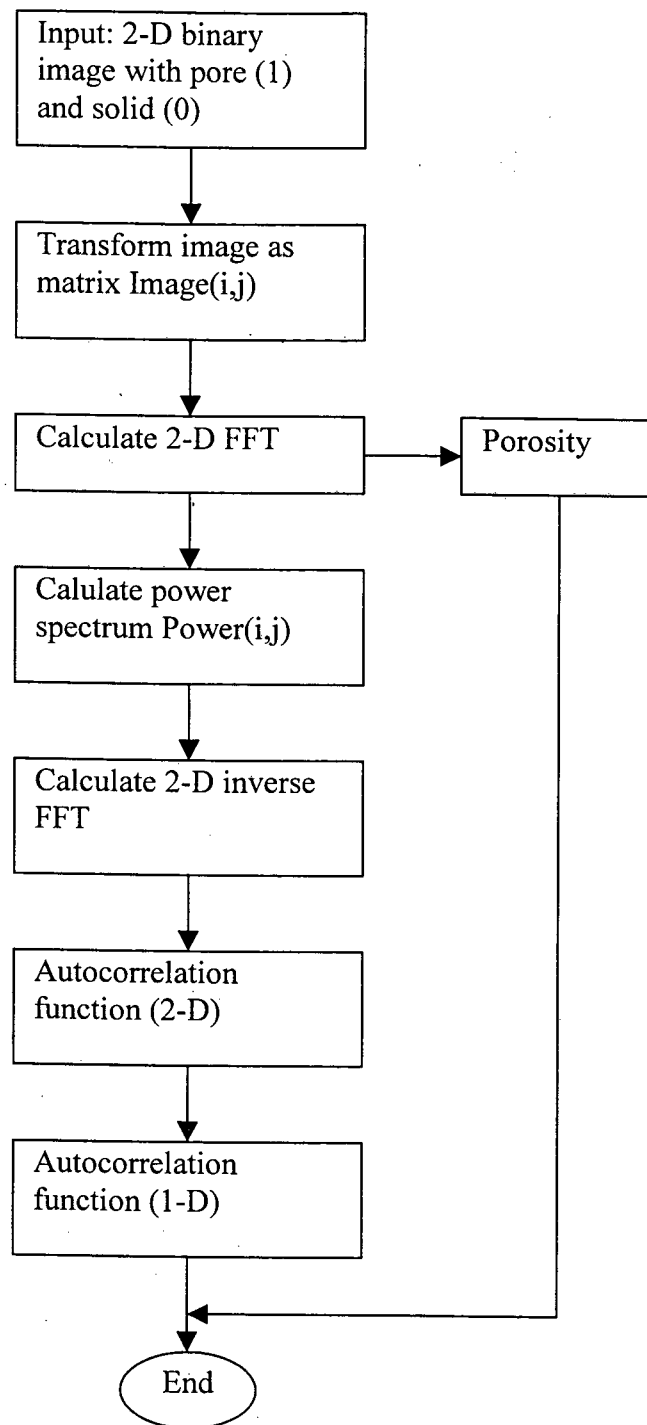 Input: 2-D binary
image with pore (1)
and solid (0)
Transform image as
matrix Image(i,j)
Calculate 2-D FFT
Porosity
Calulate power
spectrum Power(i,j)
Calculate 2-D inverse
FFT
Autocorrelation
function (2-D)
Autocorrelation
function (1-D)
End